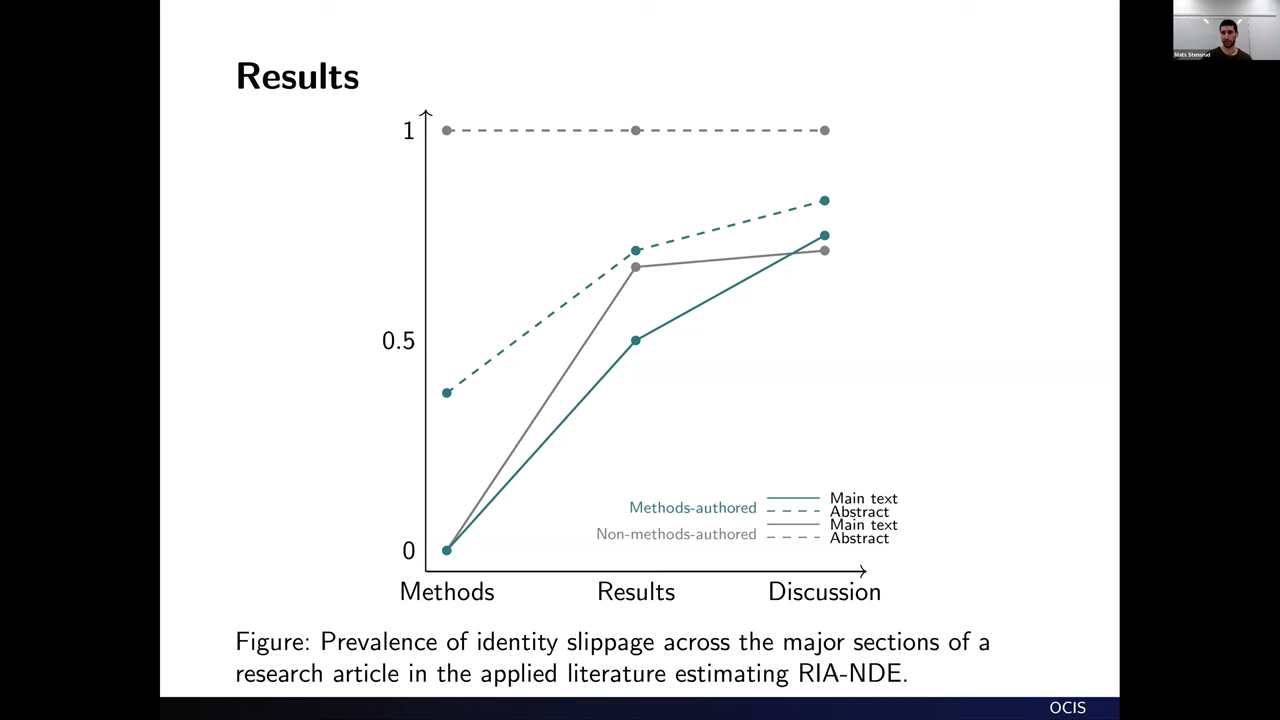 Mats Stensrud
Results
1
0.5
0
Methods
Results
Discussion
Methods-authored
Main text
Abstract
Non-methods-authored
Main text
Abstract
Figure: Prevalence of identity slippage across the major sections of a
research article in the applied literature estimating RIA-NDE.
OCIS